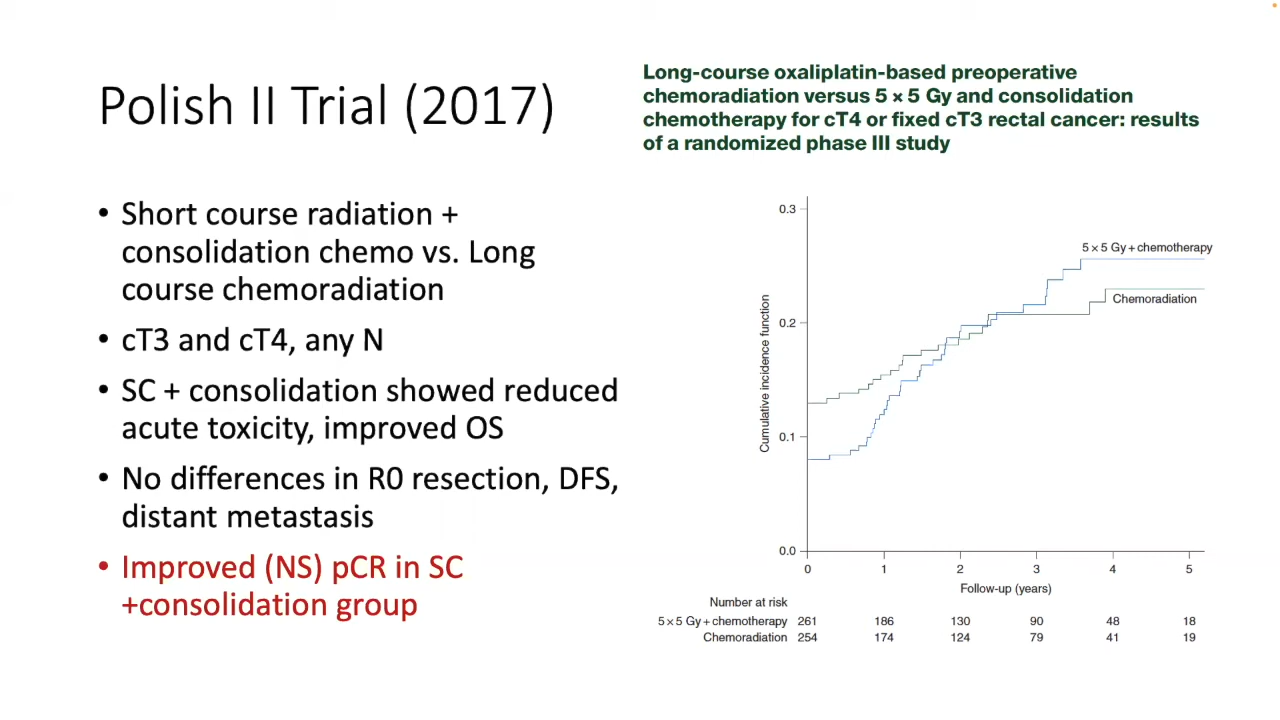 Polish II Trial (2017)
• Short course radiation +
consolidation chemo vs. Long
course chemoradiation
• cT3 and cT4, any N
• SC + consolidation showed reduced
acute toxicity, improved OS
• No differences in R0 resection, DFS,
distant metastasis
• Improved (NS) pCR in SC
+consolidation group
Long-course oxaliplatin-based preoperative
chemoradiation versus 5 × 5 Gy and consolidation
chemotherapy for cT4 or fixed cT3 rectal cancer: results
of a randomized phase III study
0.3
5 × 5 Gy + chemotherapy
Chemoradiation
0.2
Cumulative incidence function
0.1
0.0
0 1 2 3 4 5
Follow-up (years)
Number at risk
5 × 5 Gy + chemotherapy 261 186 130 90 48 18
Chemoradiation 254 174 124 79 41 19